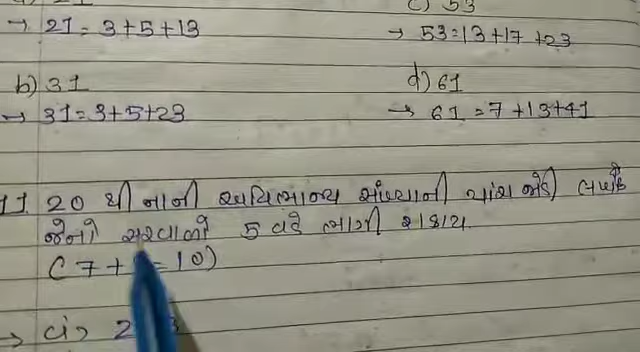 c) 53
→ 21 = 3+5+13
→ 53=13+17+23
b) 31
d) 61
→ 31=3+5+23
→ 61=7+13+41
11. 20 થી નાની અવિભાજ્ય સંખ્યાની પાંચ જોડી લખો
જેનો સરવાળો 5 વડે ભાગી શકાય
(7+ =10)
→ (i) 2